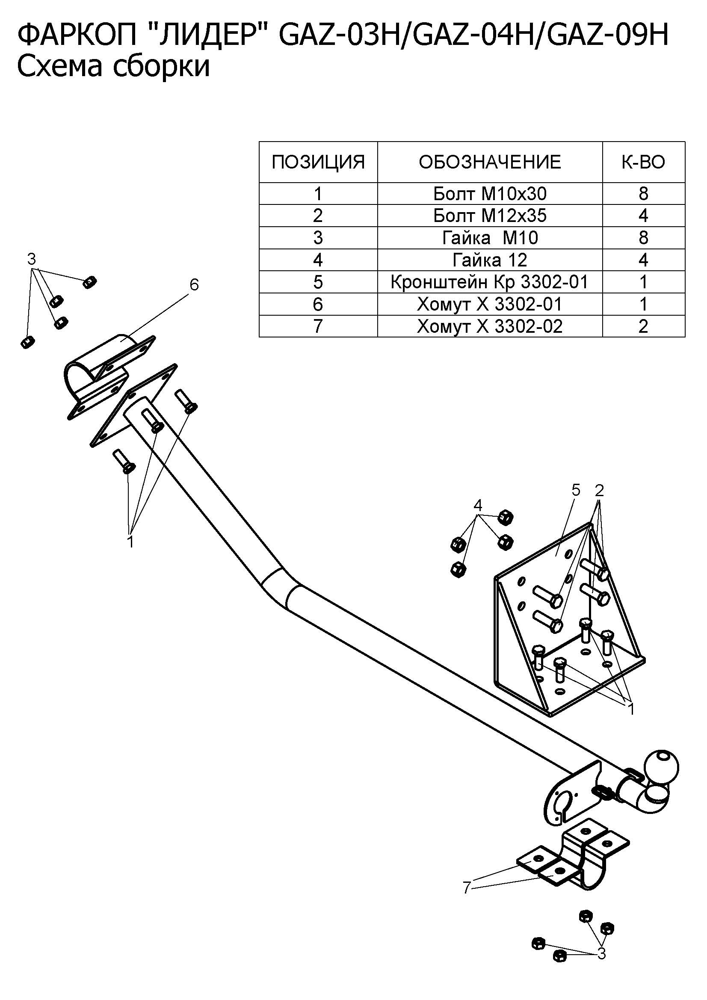 ФАРКОП "ЛИДЕР" GAZ-03H/GAZ-04H/GAZ-09H
Схема сборки
ПОЗИЦИЯ ОБОЗНАЧЕНИЕ К-ВО
1 Болт М10х30 8
2 Болт М12х35 4
3 Гайка М10 8
4 Гайка 12 4
5 Кронштейн Кр 3302-01 1
6 Хомут Х 3302-01 1
7 Хомут Х 3302-02 2
3
6
1
5 2
4
1
7
3